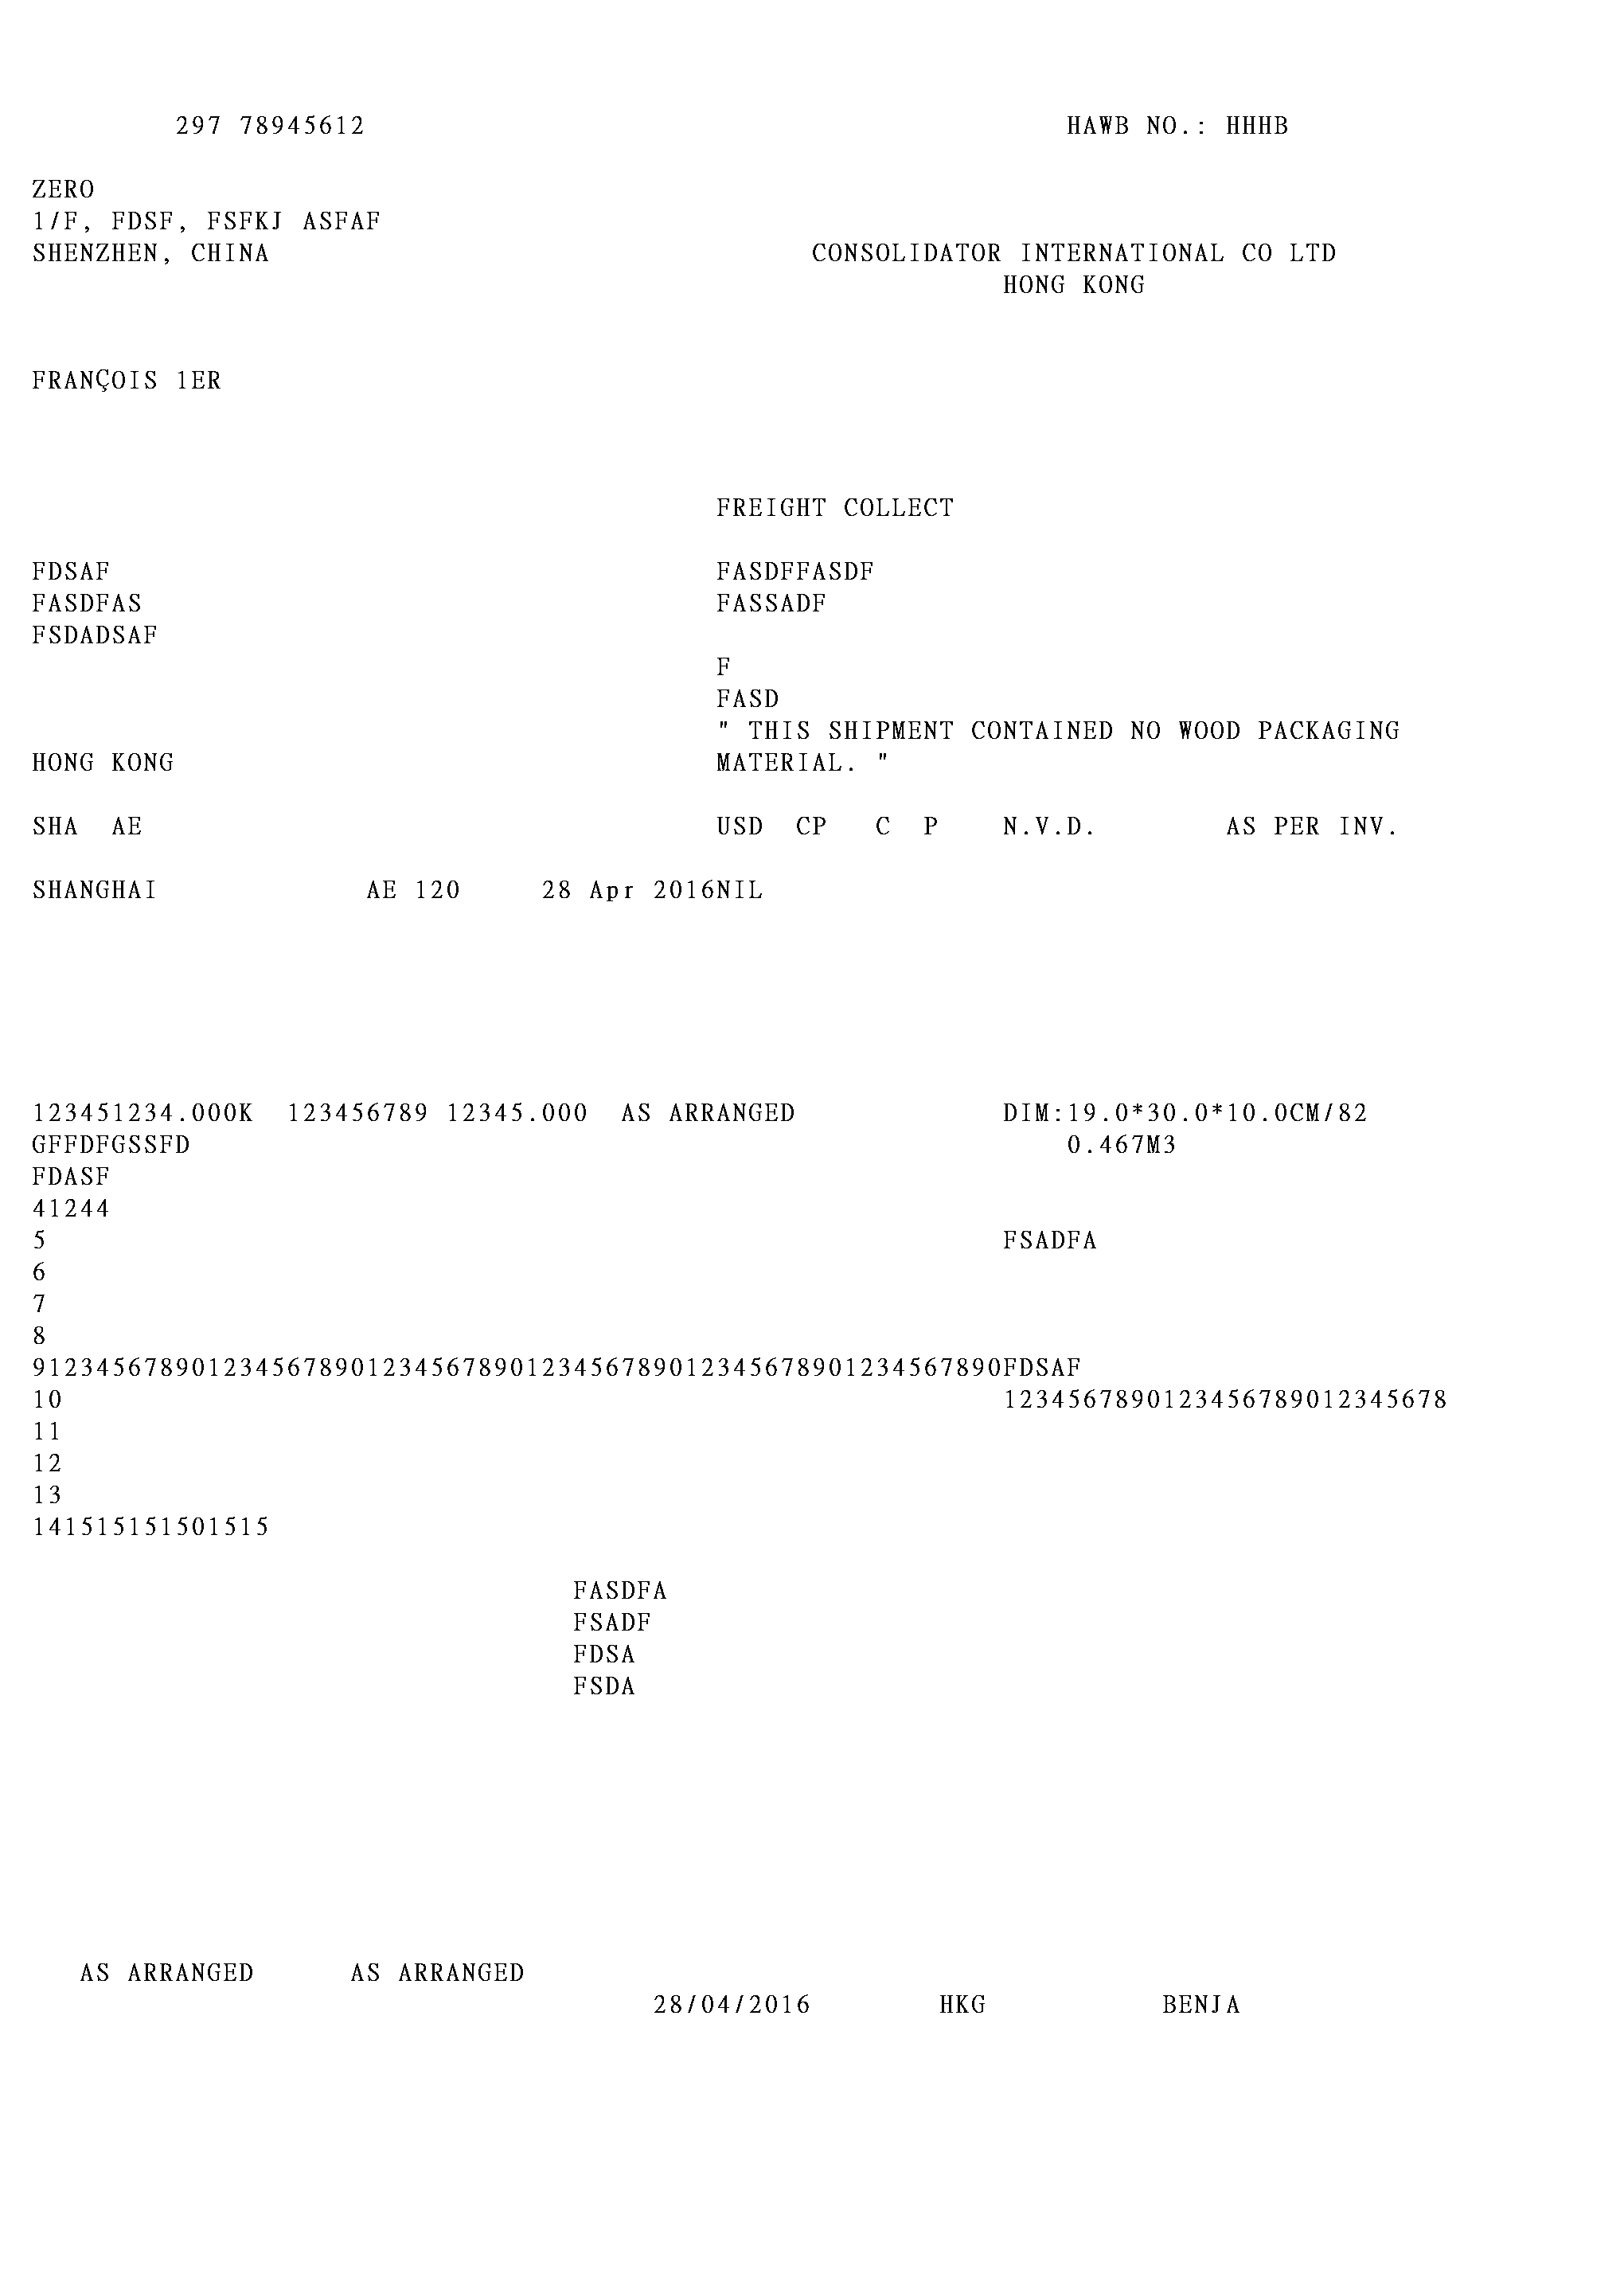 297 78945612 HAWB NO.: HHHB
ZERO
1/F, FDSF, FSFKJ ASFAF
SHENZHEN, CHINA CONSOLIDATOR INTERNATIONAL CO LTD
HONG KONG
FRANÇOIS 1ER
FREIGHT COLLECT
FDSAF FASDFFASDF
FASDFAS FASSADF
FSDADSAF
F
FASD
" THIS SHIPMENT CONTAINED NO WOOD PACKAGING
HONG KONG MATERIAL. "
SHA AE USD CP C P N.V.D. AS PER INV.
SHANGHAI AE 120 28 Apr 2016NIL
123451234.000K 123456789 12345.000 AS ARRANGED DIM:19.0*30.0*10.0CM/82
GFFDFGSSFD 0.467M3
FDASF
41244
5 FSADFA
6
7
8
9123456789012345678901234567890123456789012345678901234567890FDSAF
10 1234567890123456789012345678
11
12
13
141515151501515
FASDFA
FSADF
FDSA
FSDA
AS ARRANGED AS ARRANGED
28/04/2016 HKG BENJA